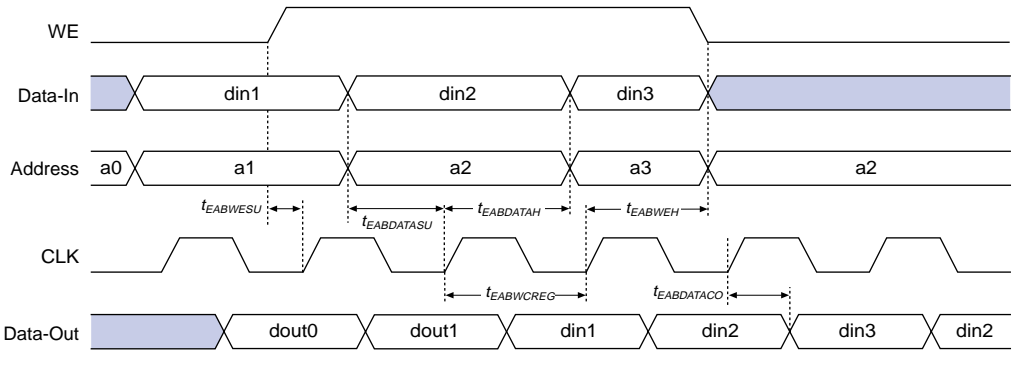 WE
Data-In din1 din2 din3
Address a0 a1 a2 a3 a2
tEABWESU tEABDATASU tEABDATAH tEABWEH
CLK
tEABWCREG tEABDATACO
Data-Out dout0 dout1 din1 din2 din3 din2